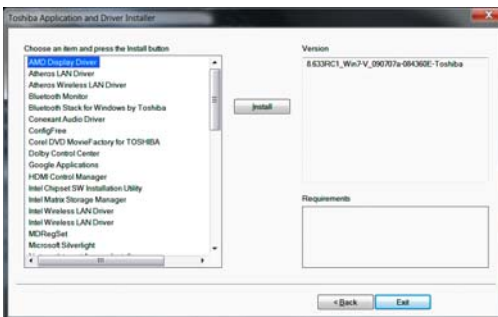 Toshiba Application and Driver Installer
Choose an item and press the Install button
AMD Display Driver
Atheros LAN Driver
Atheros Wireless LAN Driver
Bluetooth Monitor
Bluetooth Stack for Windows by Toshiba
Conexant Audio Driver
ConfigFree
Corel DVD MovieFactory for TOSHIBA
Dolby Control Center
Google Applications
HDMI Control Manager
Intel Chipset SW Installation Utility
Intel Matrix Storage Manager
Intel Wireless LAN Driver
Intel Wireless LAN Driver
MDRegSet
Microsoft Silverlight
Install
Version
8.633RC1_Win7-V_090707a-084360E-Toshiba
Requirements
< Back
Exit